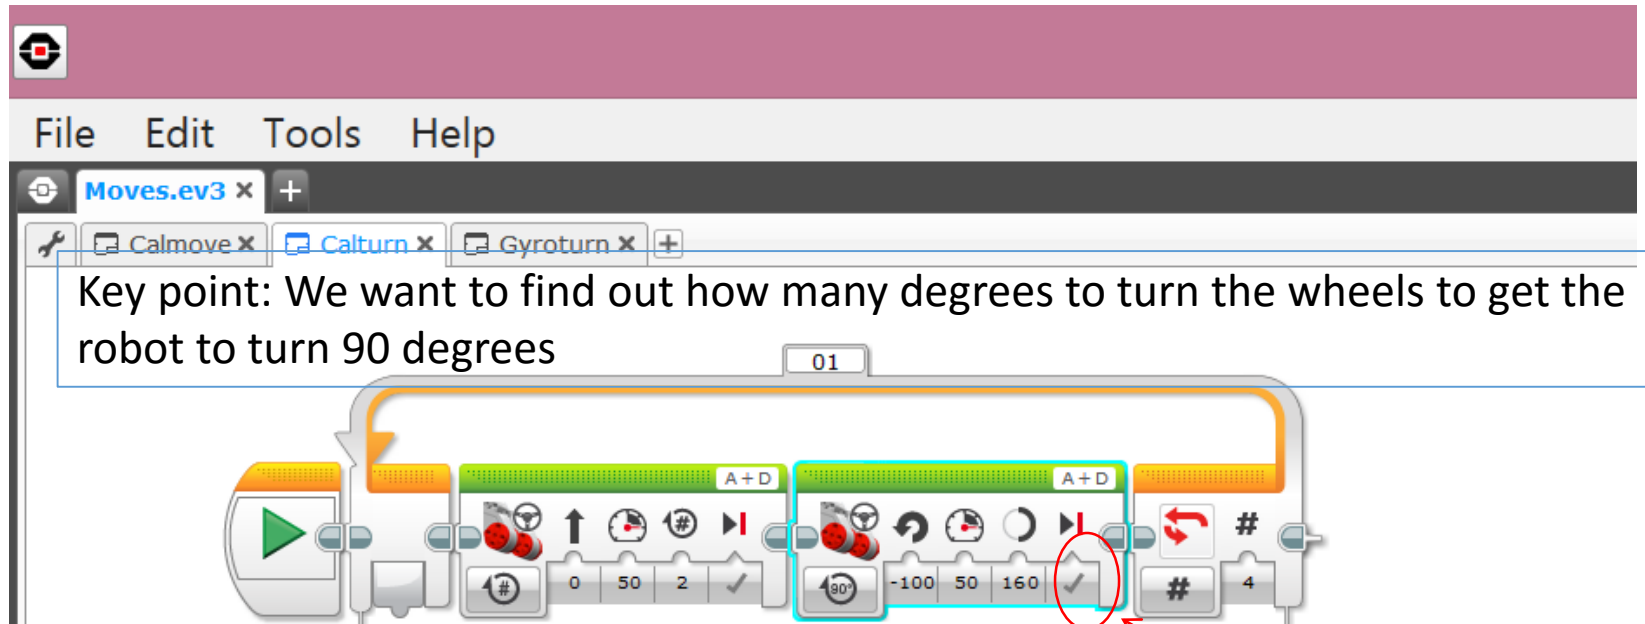 File Edit Tools Help
Moves.ev3
Calmove Calturn Gyroturn
Key point: We want to find out how many degrees to turn the wheels to get the
robot to turn 90 degrees
01
A+D A+D
# #
# 0 50 2 90° -100 50 160 # 4